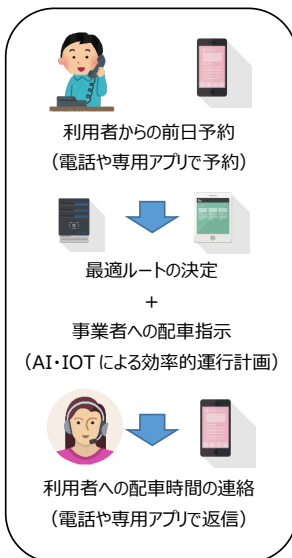 利用者からの前日予約
（電話や専用アプリで予約）
最適ルートの決定
+
事業者への配車指示
（AI・IOTによる効率的運行計画）
利用者への配車時間の連絡
（電話や専用アプリで返信）